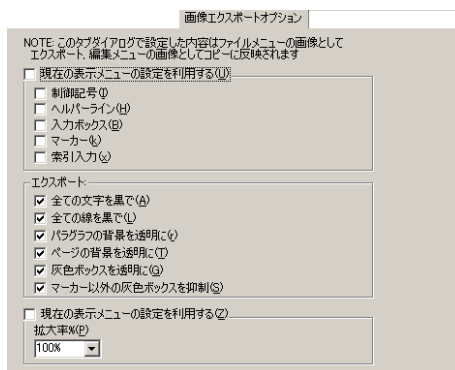 画像エクスポートオプション
NOTE: このタブダイアログで設定した内容はファイルメニューの画像として
エクスポート, 編集メニューの画像としてコピーに反映されます
現在の表示メニューの設定を利用する(U)
制御記号(I)
ヘルパーライン(H)
入力ボックス(B)
マーカー(k)
索引入力(x)
エクスポート:
全ての文字を黒で(A)
全ての線を黒で(L)
パラグラフの背景を透明に(r)
ページの背景を透明に(T)
灰色ボックスを透明に(G)
マーカー以外の灰色ボックスを抑制(S)
現在の表示メニューの設定を利用する(Z)
拡大率%(P)
100%